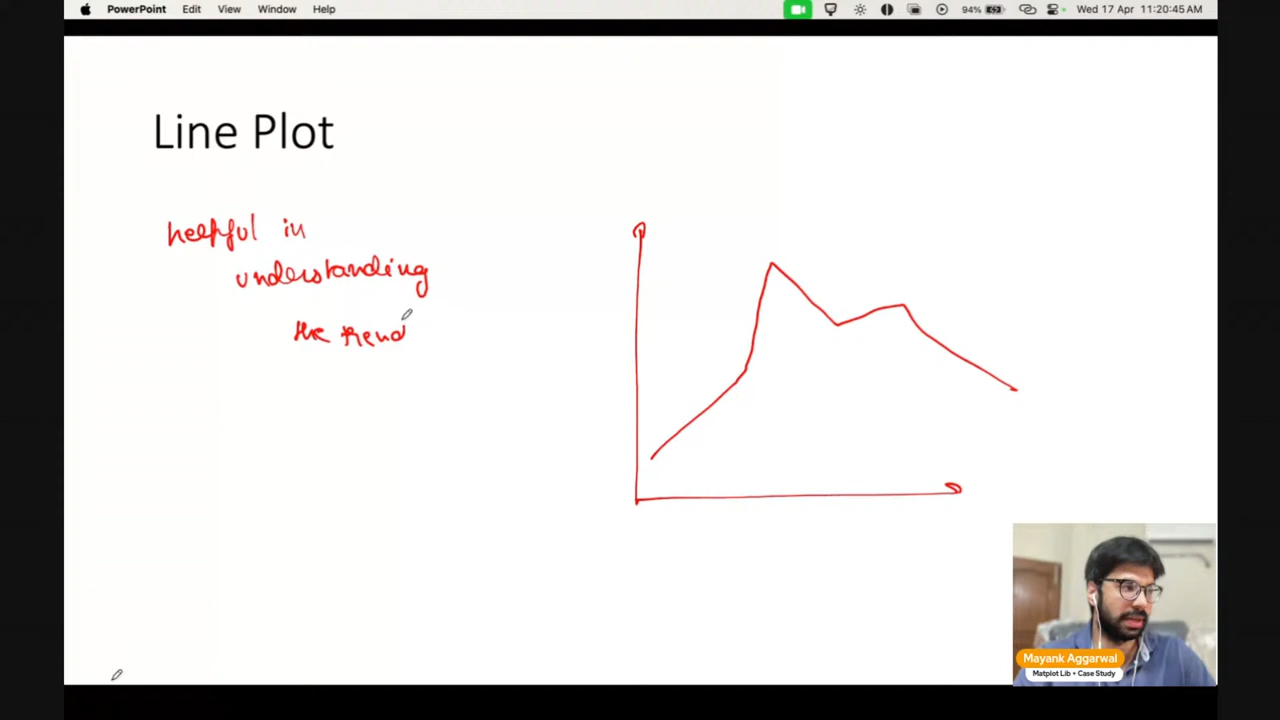 PowerPoint Edit View Window Help 94% Wed 17 Apr 11:20:45 AM
Line Plot
helpful in
understanding
the trend
Mayank Aggarwal
Matplot Lib + Case Study